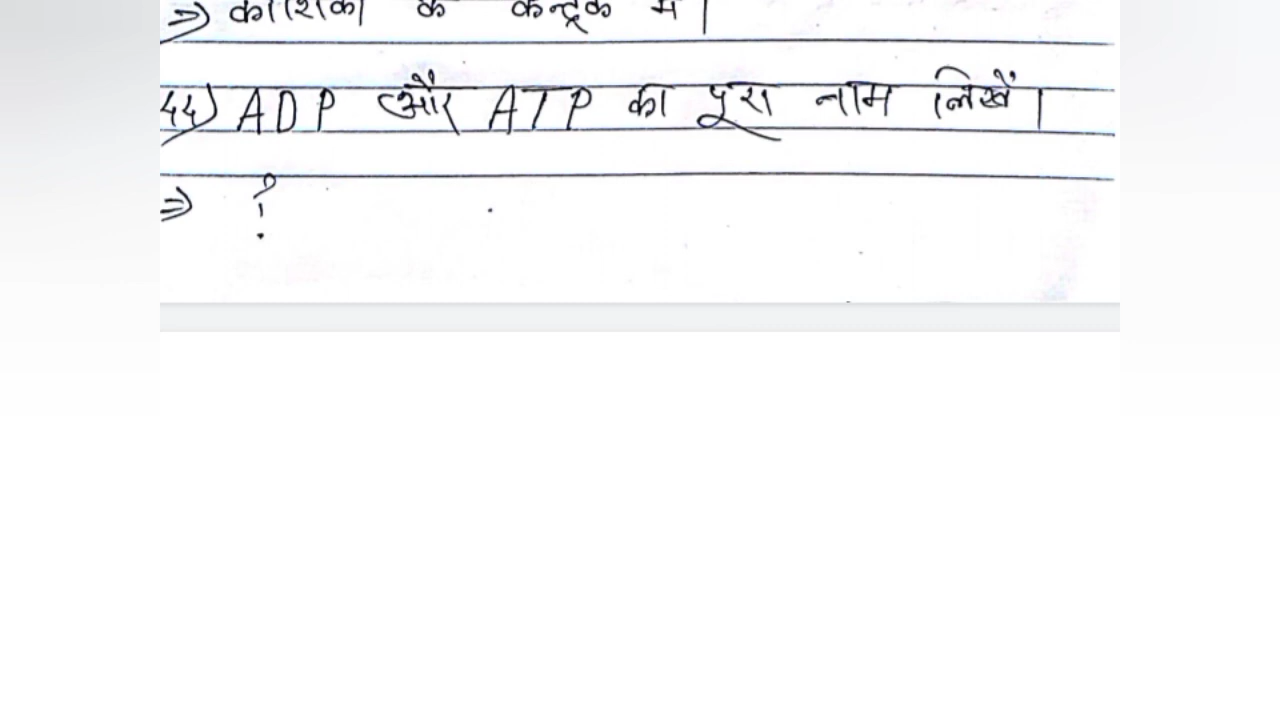 ⇒ कोशिका के केन्द्रक में।
44) ADP और ATP का पूरा नाम लिखें।
⇒ ?